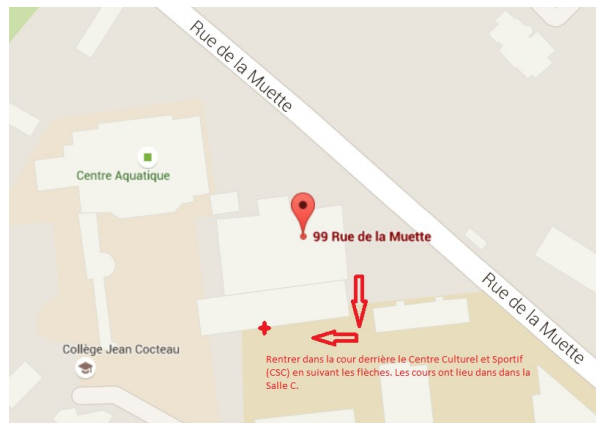 Rue de la Muette
Centre Aquatique
99 Rue de la Muette
Rue de la Muette
Collège Jean Cocteau
Rentrer dans la cour derrière le Centre Culturel et Sportif
(CSC) en suivant les flèches. Les cours ont lieu dans dans la
Salle C.